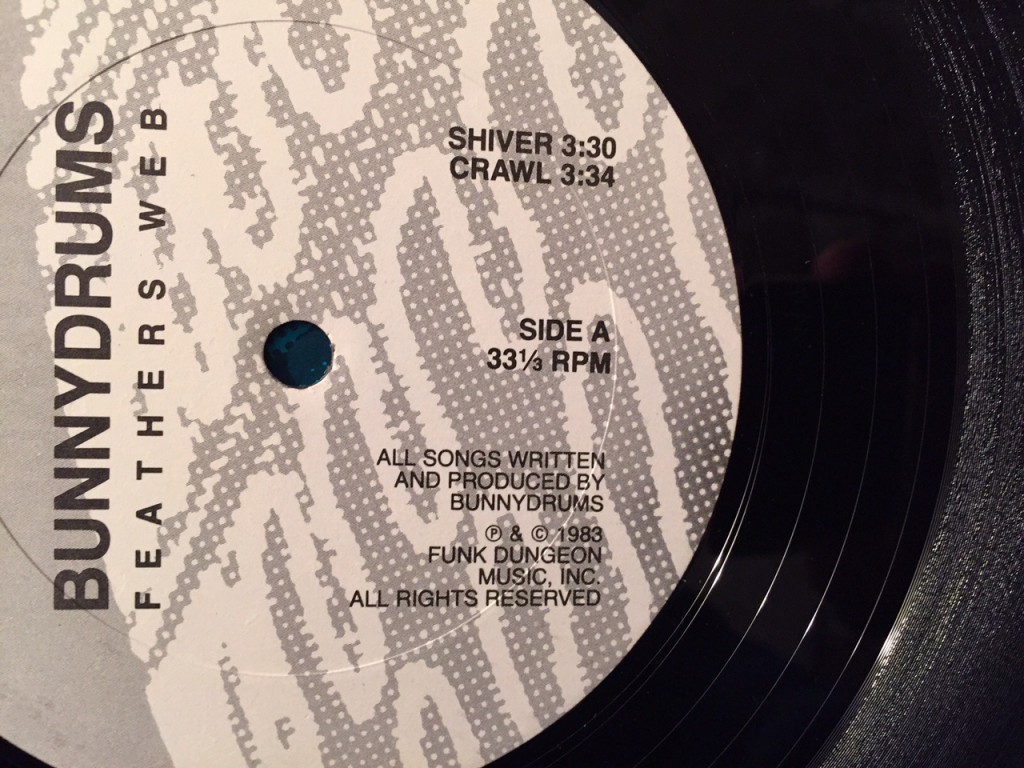 BUNNYDRUMS
FEATHERS WEB
SHIVER 3:30
CRAWL 3:34
SIDE A
33⅓ RPM
ALL SONGS WRITTEN
AND PRODUCED BY
BUNNYDRUMS
℗ & © 1983
FUNK DUNGEON
MUSIC, INC.
ALL RIGHTS RESERVED